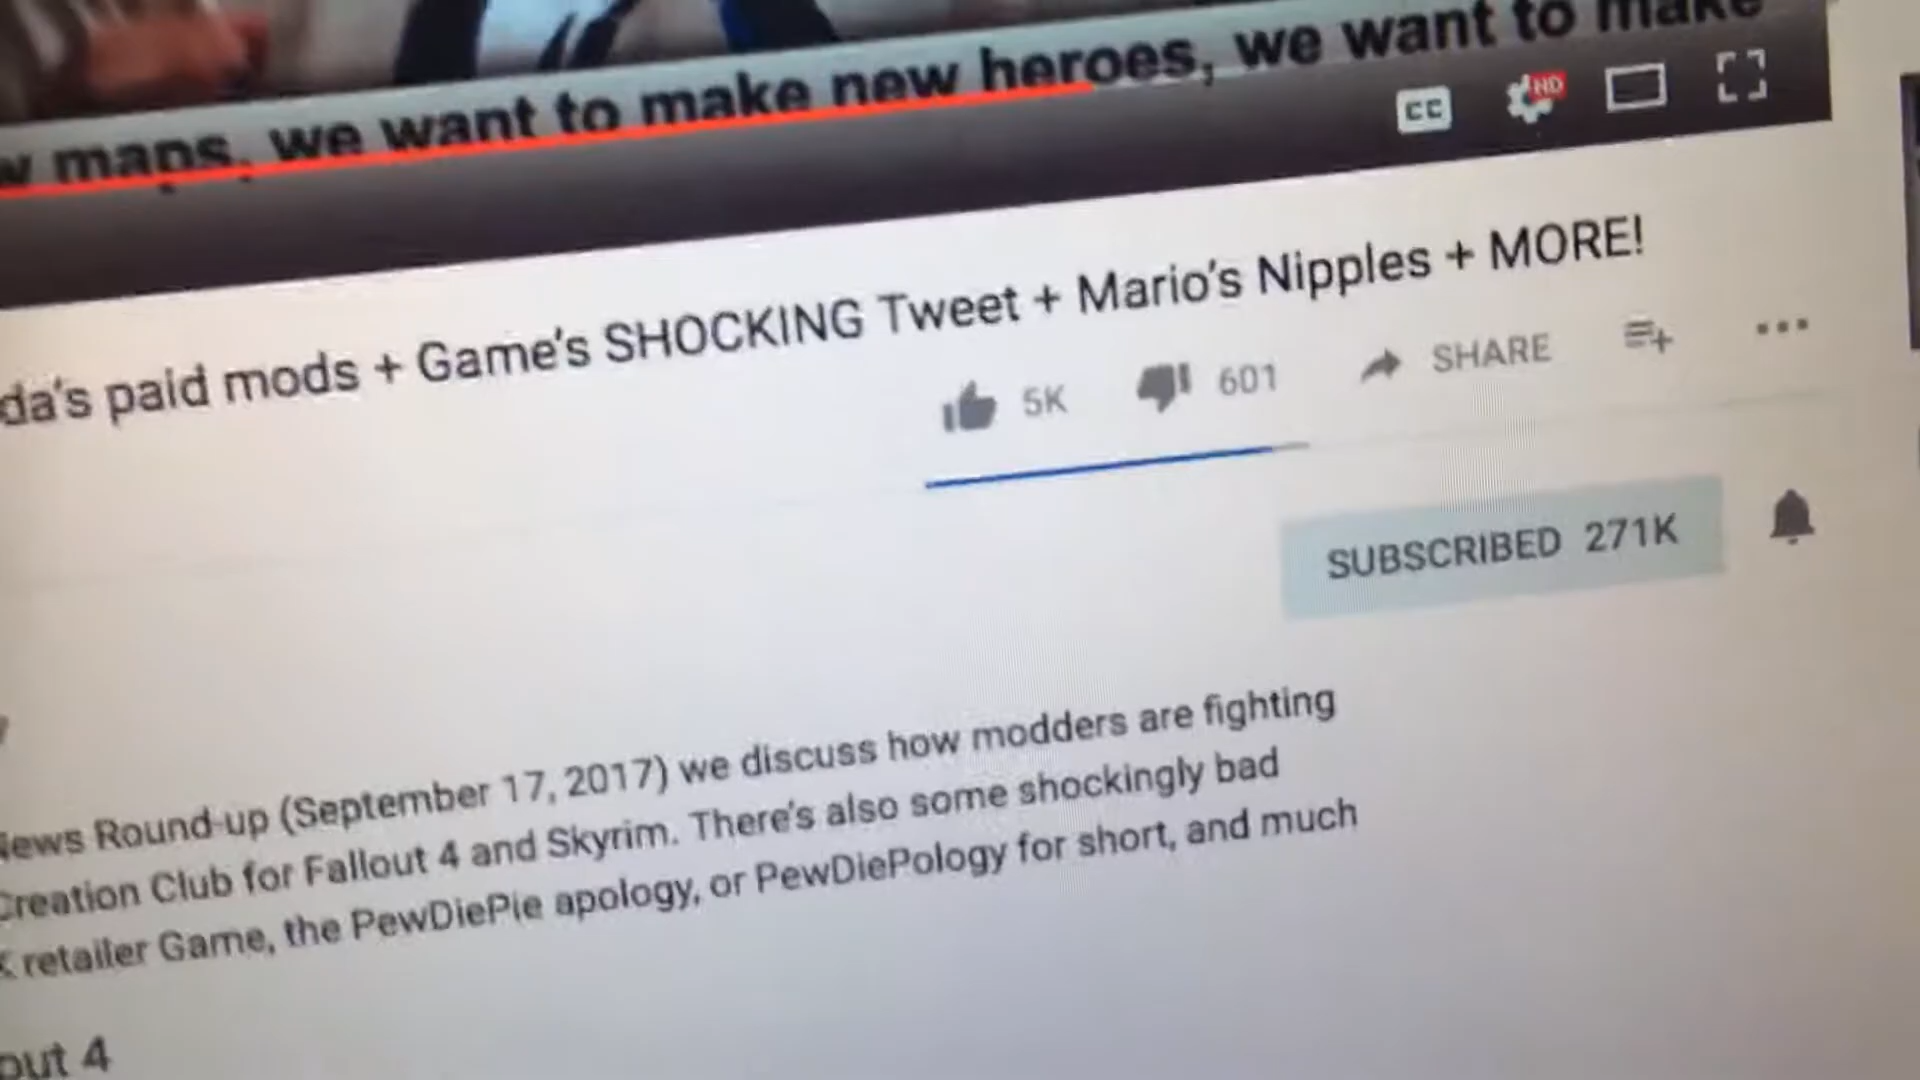 maps, we want to make new heroes, we want to make
CC HD
da's paid mods + Game's SHOCKING Tweet + Mario's Nipples + MORE!
5K 601 SHARE
SUBSCRIBED 271K
News Round-up (September 17, 2017) we discuss how modders are fighting
Creation Club for Fallout 4 and Skyrim. There's also some shockingly bad
retailer Game, the PewDiePie apology, or PewDiePology for short, and much
out 4